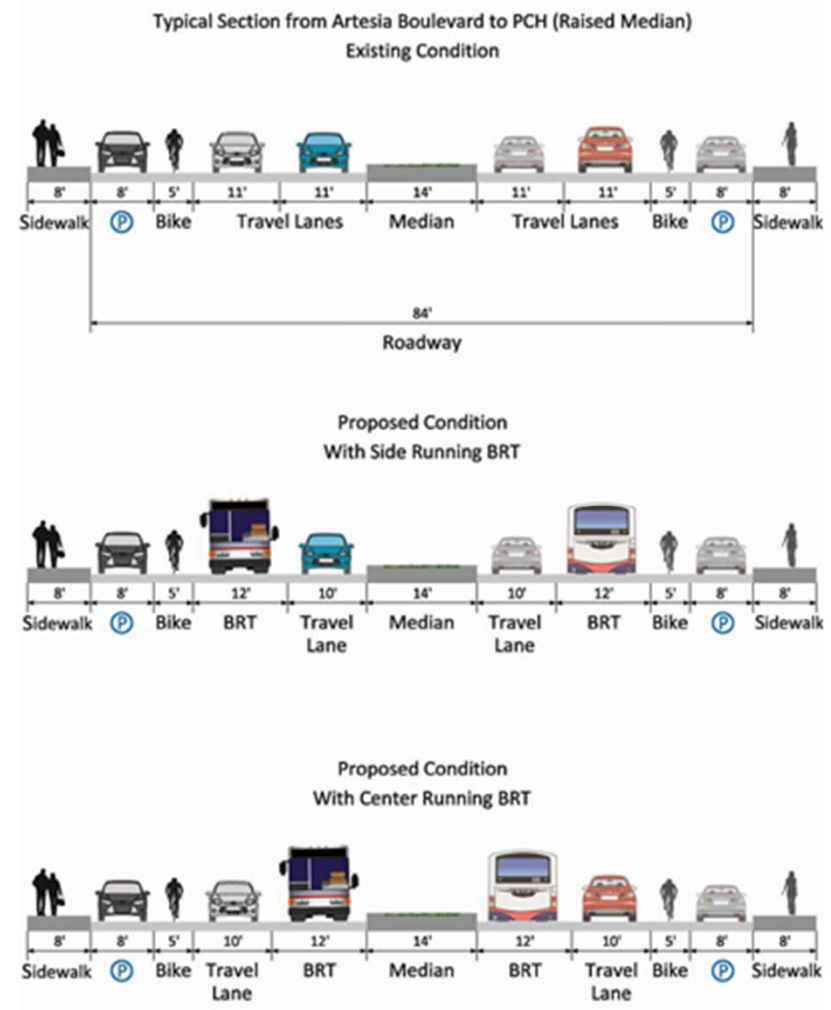 Typical Section from Artesia Boulevard to PCH (Raised Median)
Existing Condition
8' 8' 5' 11' 11' 14' 11' 11' 5' 8' 8'
Sidewalk P Bike Travel Lanes Median Travel Lanes Bike P Sidewalk
84'
Roadway
Proposed Condition
With Side Running BRT
8' 8' 5' 12' 10' 14' 10' 12' 5' 8' 8'
Sidewalk P Bike BRT Travel Median Travel BRT Bike P Sidewalk
Lane Lane
Proposed Condition
With Center Running BRT
8' 8' 5' 10' 12' 14' 12' 10' 5' 8' 8'
Sidewalk P Bike Travel BRT Median BRT Travel Bike P Sidewalk
Lane Lane